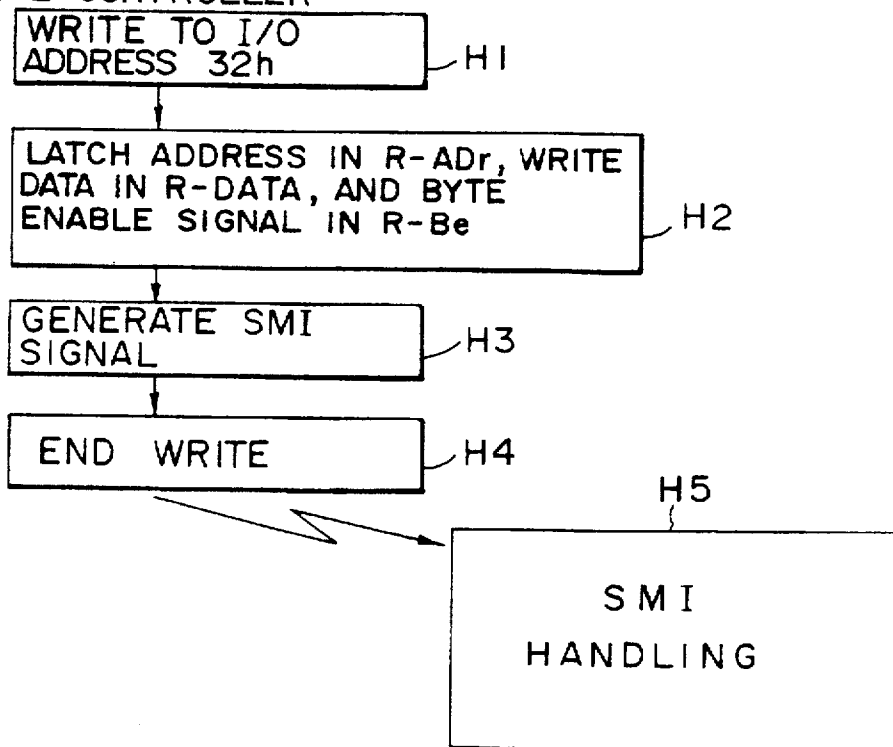 CONTROLLER
WRITE TO I/O
ADDRESS 32h
H1
LATCH ADDRESS IN R-ADr, WRITE
DATA IN R-DATA, AND BYTE
ENABLE SIGNAL IN R-Be
H2
GENERATE SMI
SIGNAL
H3
END WRITE
H4
H5
SMI
HANDLING